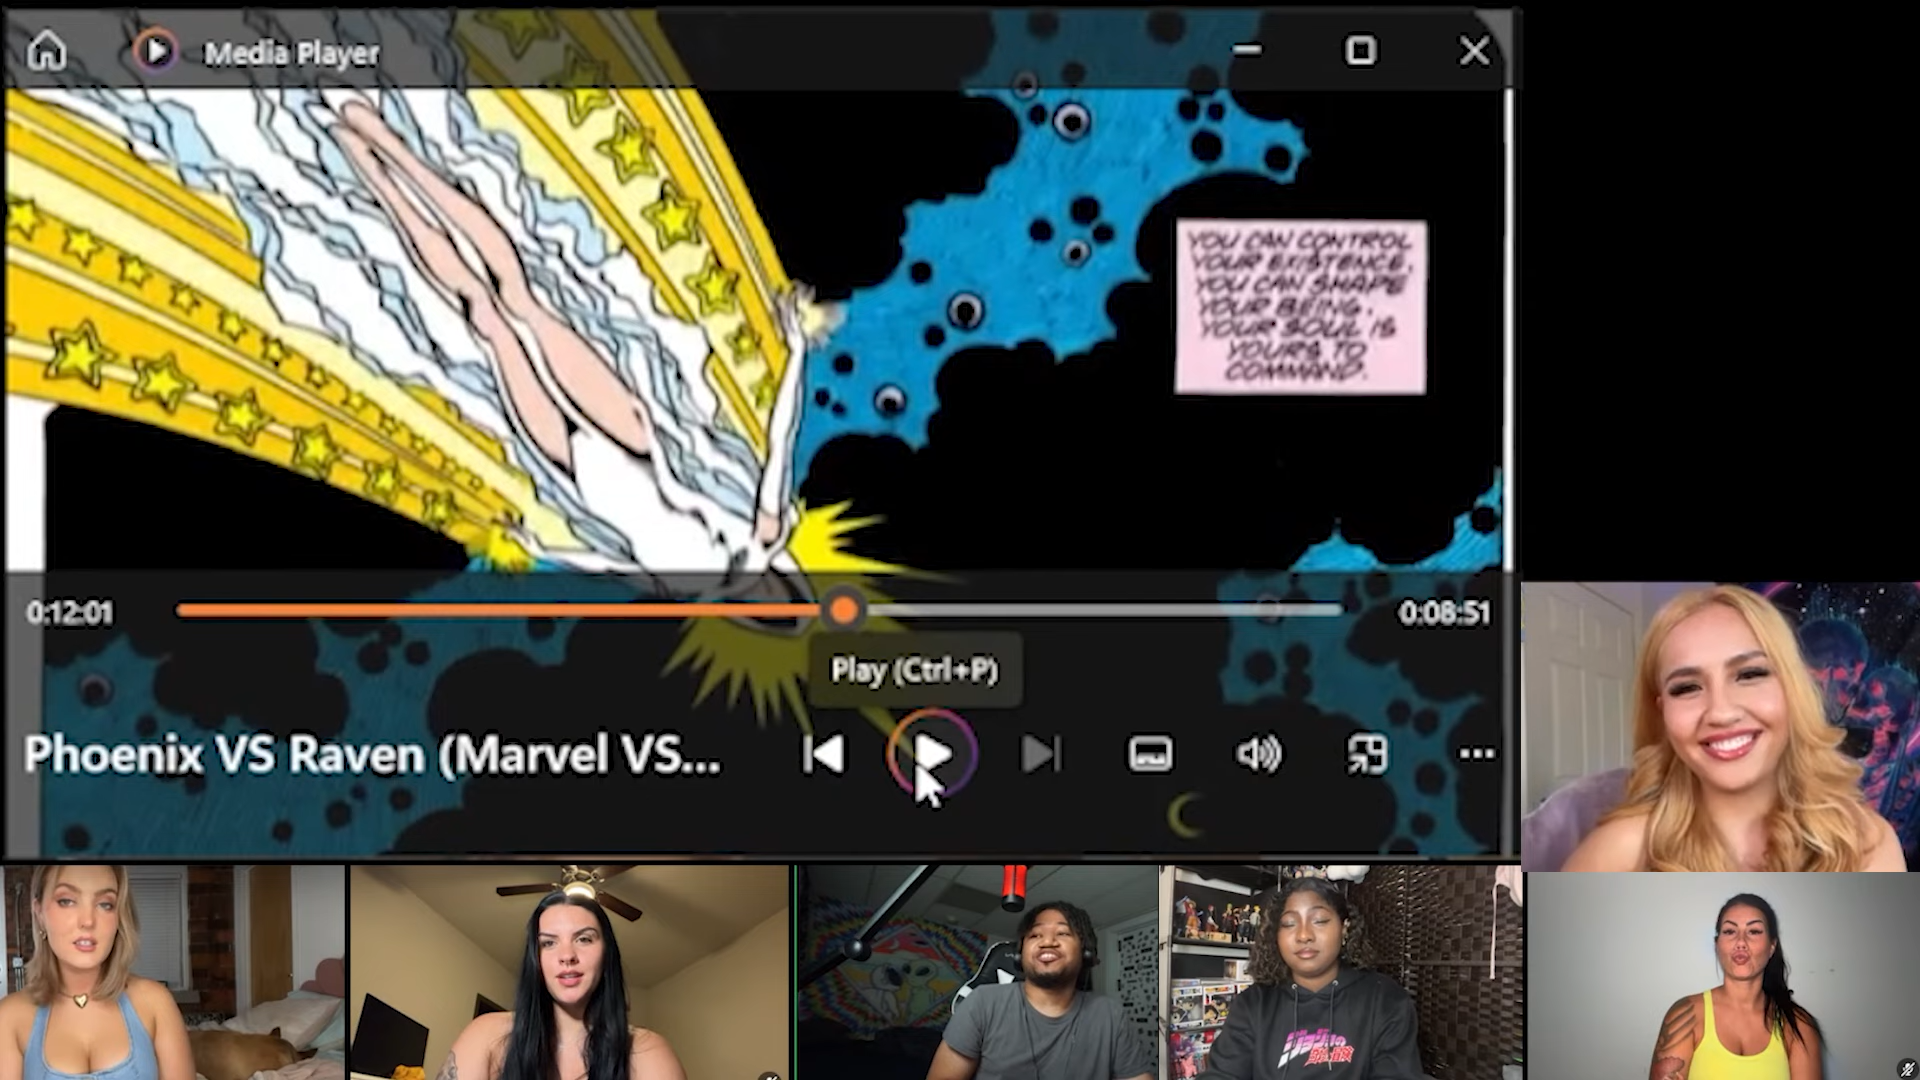 Media Player
YOU CAN CONTROL
YOUR EXISTENCE,
YOU CAN SHAPE
YOUR BEING.
YOUR SOUL IS
YOURS TO
COMMAND.
0:12:01
0:08:51
Play (Ctrl+P)
Phoenix VS Raven (Marvel VS...